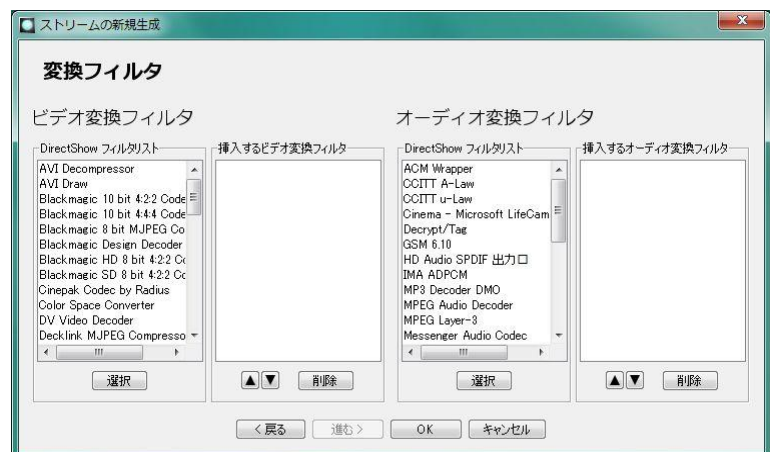 ストリームの新規生成
変換フィルタ
ビデオ変換フィルタ
DirectShow フィルタリスト
AVI Decompressor
AVI Draw
Blackmagic 10 bit 4:2:2 Code
Blackmagic 10 bit 4:4:4 Code
Blackmagic 8 bit MJPEG Co
Blackmagic Design Decoder
Blackmagic HD 8 bit 4:2:2 Co
Blackmagic SD 8 bit 4:2:2 Co
Cinepak Codec by Radius
Color Space Converter
DV Video Decoder
Decklink MJPEG Compresso
選択
挿入するビデオ変換フィルタ
▲ ▼ 削除
オーディオ変換フィルタ
DirectShow フィルタリスト
ACM Wrapper
CCITT A-Law
CCITT u-Law
Cinema - Microsoft LifeCam
Decrypt/Tag
GSM 6.10
HD Audio SPDIF 出力口
IMA ADPCM
MP3 Decoder DMO
MPEG Audio Decoder
MPEG Layer-3
Messenger Audio Codec
選択
挿入するオーディオ変換フィルタ
▲ ▼ 削除
< 戻る 進む > OK キャンセル